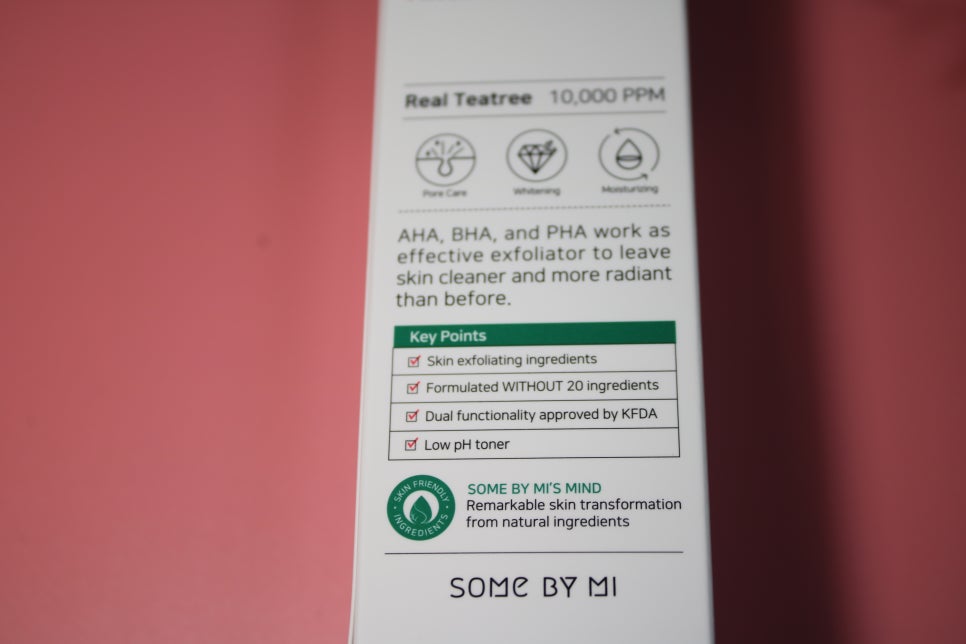 Real Teatree 10,000 PPM
Pore Care Whitening Moisturizing
AHA, BHA, and PHA work as
effective exfoliator to leave
skin cleaner and more radiant
than before.
Key Points
Skin exfoliating ingredients
Formulated WITHOUT 20 ingredients
Dual functionality approved by KFDA
Low pH toner
SKIN FRIENDLY
INGREDIENTS
SOME BY MI'S MIND
Remarkable skin transformation
from natural ingredients
SOME BY MI